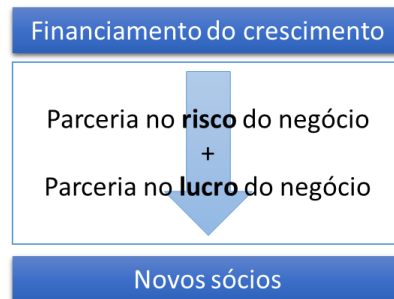 Financiamento do crescimento
Parceria no risco do negócio
+
Parceria no lucro do negócio
Novos sócios